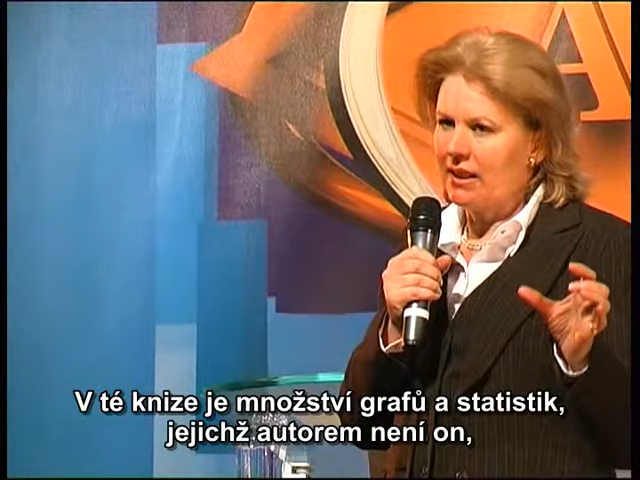 V té knize je množství grafů a statistik,
jejichž autorem není on,